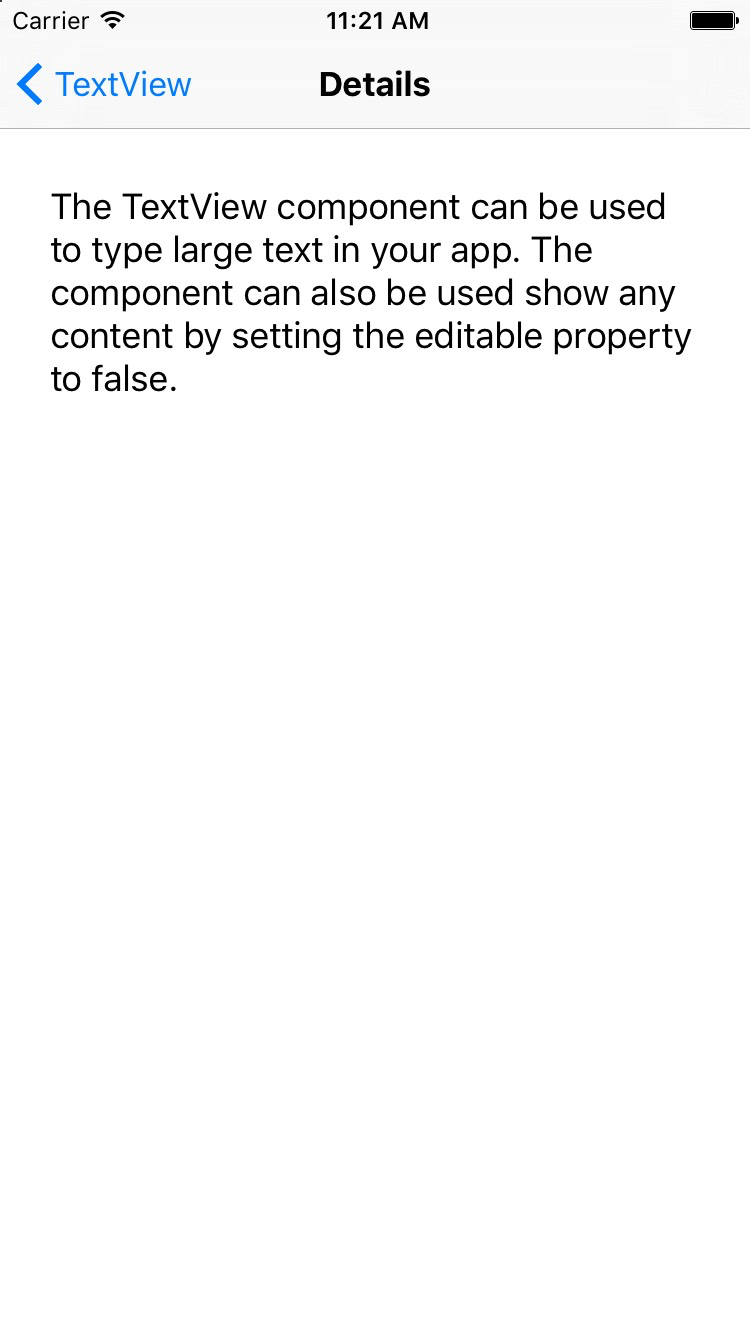 Carrier 11:21 AM
TextView Details
The TextView component can be used
to type large text in your app. The
component can also be used show any
content by setting the editable property
to false.